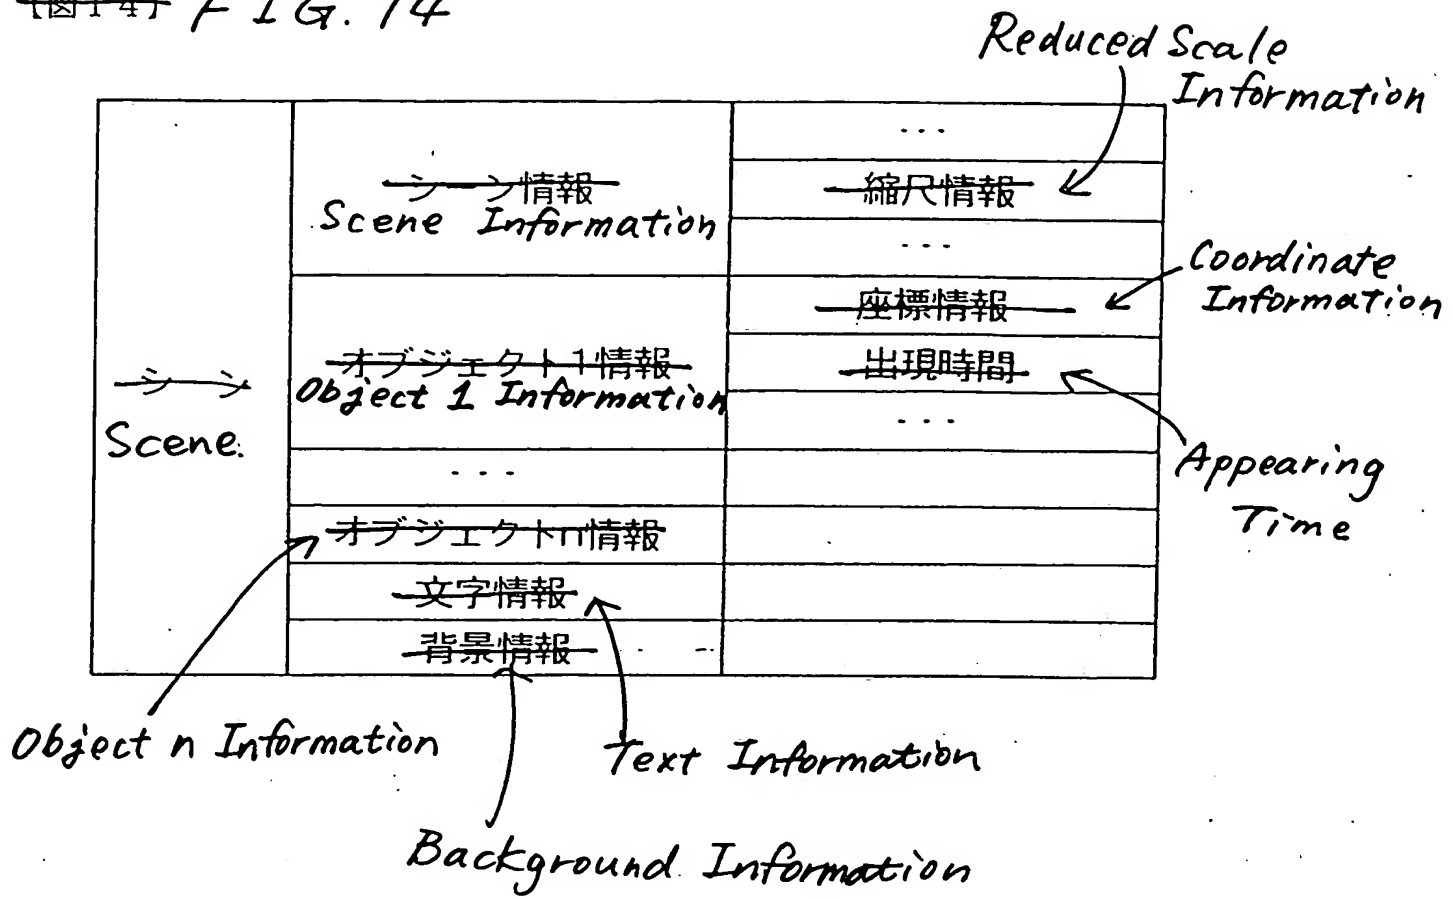 【図14】 FIG. 14
Reduced Scale
Information
...
シーン情報
Scene Information
縮尺情報
...
Coordinate
Information
座標情報
オブジェクト1情報
Object 1 Information
出現時間
...
シーン
Scene.
Appearing
Time
...
オブジェクトn情報
文字情報
背景情報
Object n Information
Text Information
Background Information